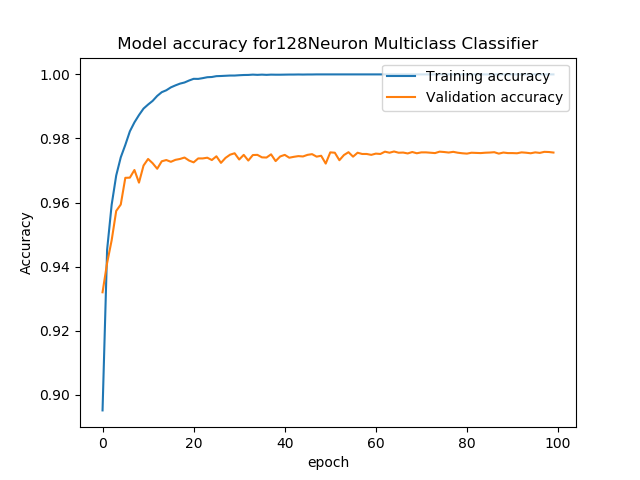 Model accuracy for128Neuron Multiclass Classifier
1.00
0.98
0.96
0.94
0.92
0.90
Accuracy
Training accuracy
Validation accuracy
0 20 40 60 80 100
epoch